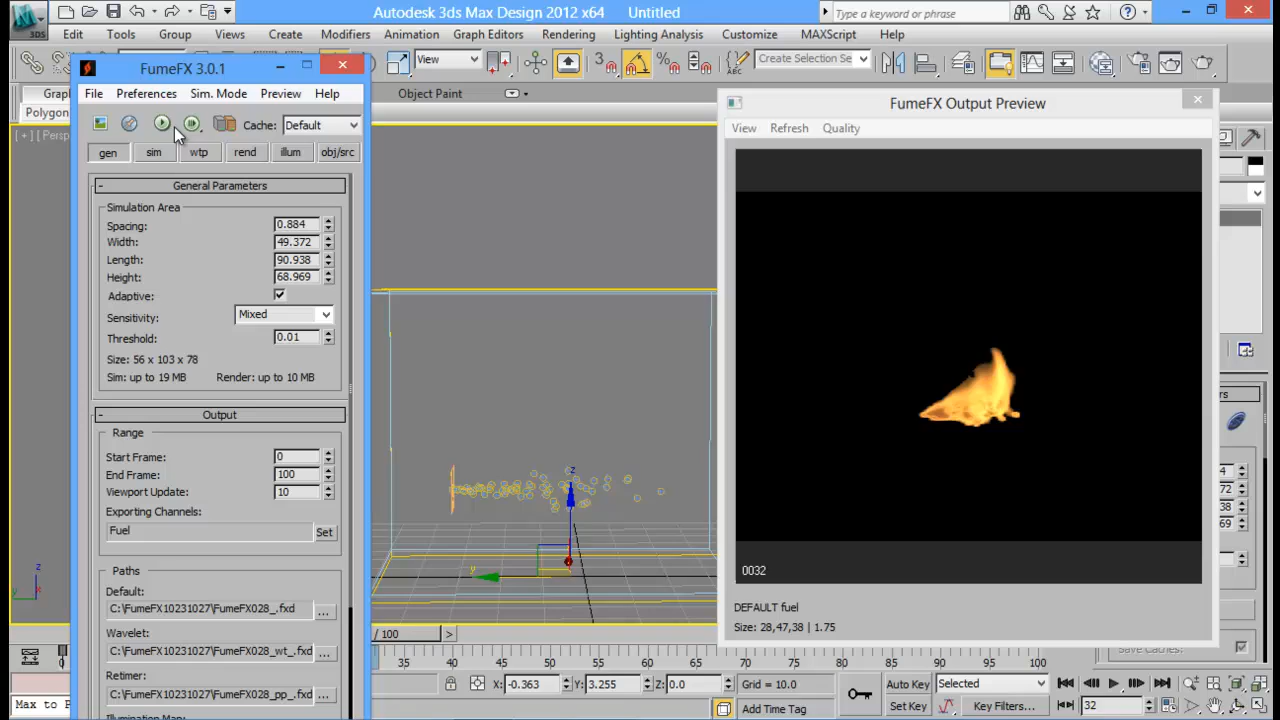 Autodesk 3ds Max Design 2012 x64 Untitled
Type a keyword or phrase
Edit Tools Group Views Create Modifiers Animation Graph Editors Rendering Lighting Analysis Customize MAXScript Help
View
3
Create Selection Se
FumeFX 3.0.1
Object Paint
File Preferences Sim. Mode Preview Help
Cache: Default
gen sim wtp rend illum obj/src
General Parameters
Simulation Area
Spacing: 0.884
Width: 49.372
Length: 90.938
Height: 68.969
Adaptive:
Sensitivity: Mixed
Threshold: 0.01
Size: 56 x 103 x 78
Sim: up to 19 MB Render: up to 10 MB
Output
Range
Start Frame: 0
End Frame: 100
Viewport Update: 10
Exporting Channels:
Fuel Set
Paths
Default:
C:\FumeFX10231027\FumeFX028_.fxd ...
Wavelet:
C:\FumeFX10231027\FumeFX028_wt_.fxd ...
Retimer:
C:\FumeFX10231027\FumeFX028_pp_.fxd ...
Illumination Map:
z
y
z
FumeFX Output Preview
View Refresh Quality
0032
DEFAULT fuel
Size: 28,47,38 | 1.75
Save Caches
/ 100 >
35 40 45 50 55 60 65 70 75 80 85 90 95 100
X: -0.363 Y: 3.255 Z: 0.0 Grid = 10.0
Auto Key Selected
Max to P
Add Time Tag
Set Key Key Filters... 32